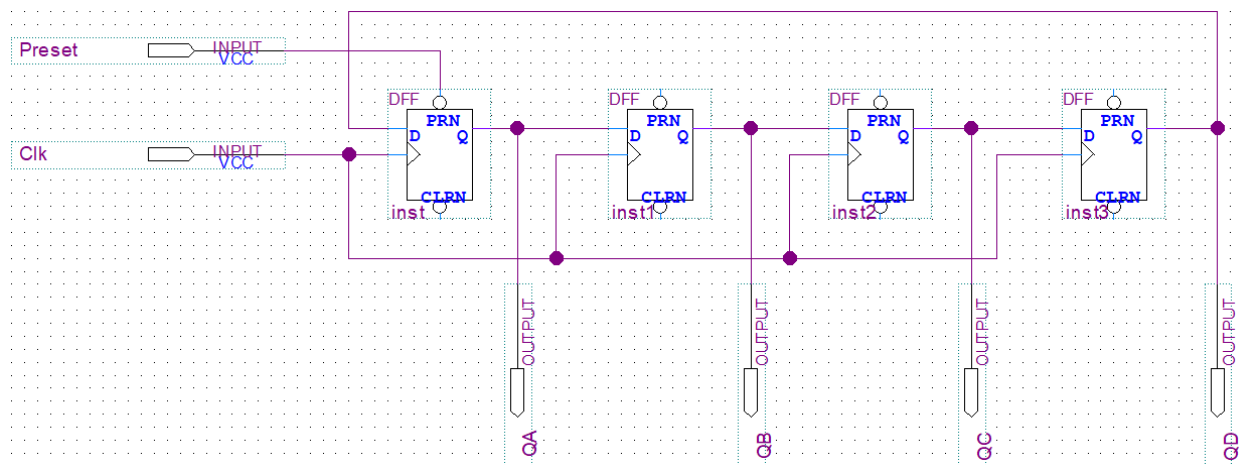 Preset
INPUT
VCC
Clk
INPUT
VCC
DFF
PRN
D
Q
CLRN
inst
DFF
PRN
D
Q
CLRN
inst1
DFF
PRN
D
Q
CLRN
inst2
DFF
PRN
D
Q
CLRN
inst3
OUTPUT
QA
OUTPUT
QB
OUTPUT
QC
OUTPUT
QD